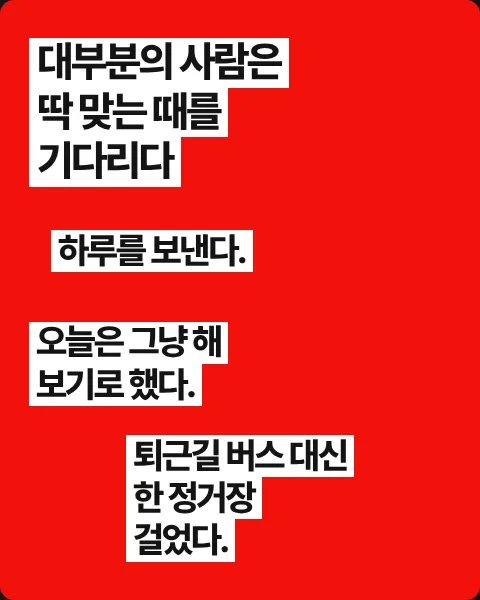 대부분의 사람은
딱 맞는 때를
기다리다
하루를 보낸다.
오늘은 그냥 해
보기로 했다.
퇴근길 버스 대신
한 정거장
걸었다.